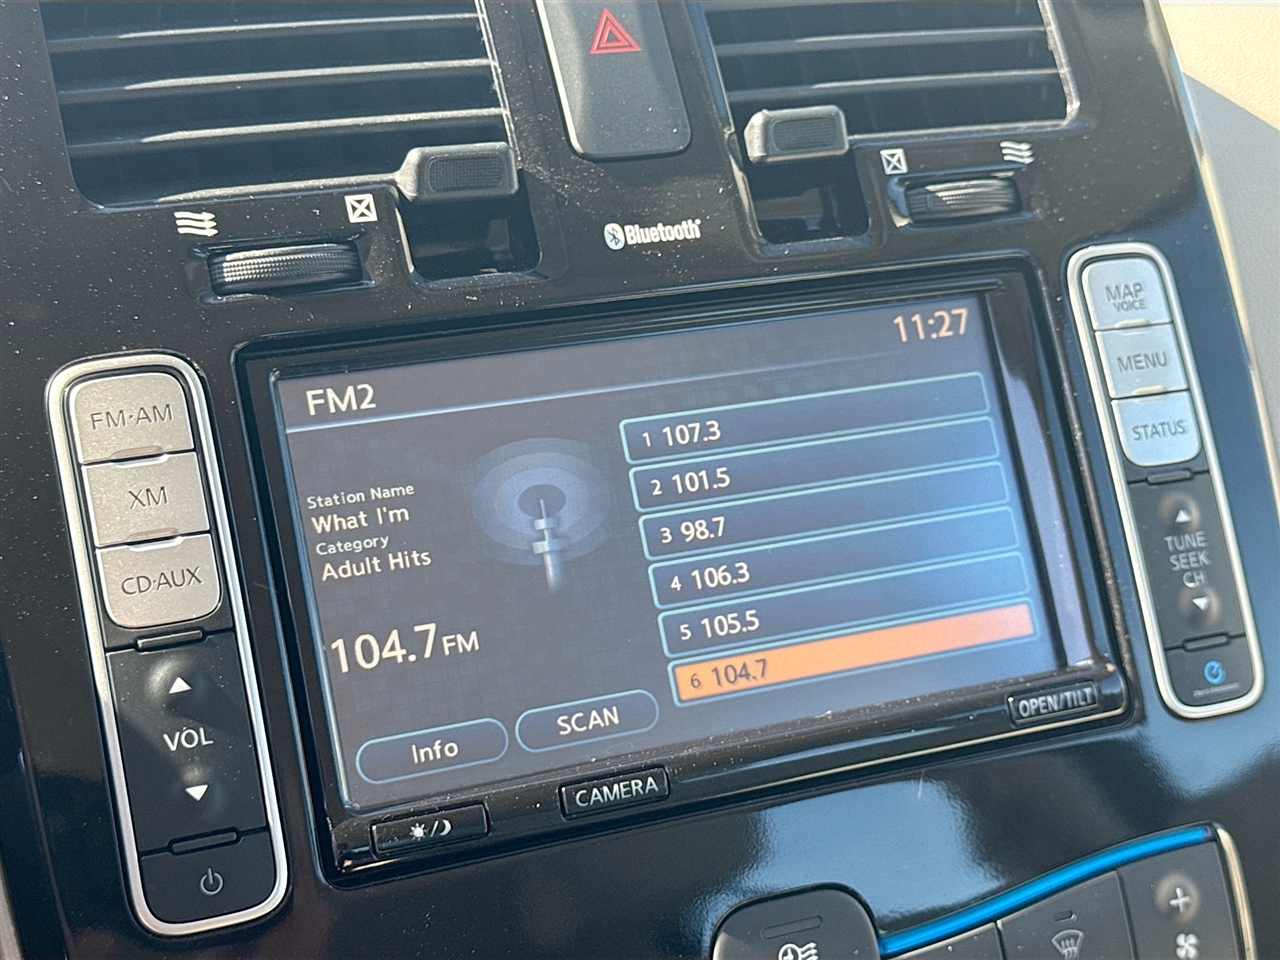 Bluetooth
MAP
VOICE
MENU
STATUS
TUNE
SEEK
CH
FM·AM
XM
CD·AUX
VOL
FM2
11:27
Station Name
What I'm
Category
Adult Hits
104.7 FM
1 107.3
2 101.5
3 98.7
4 106.3
5 105.5
6 104.7
Info
SCAN
OPEN/TILT
CAMERA